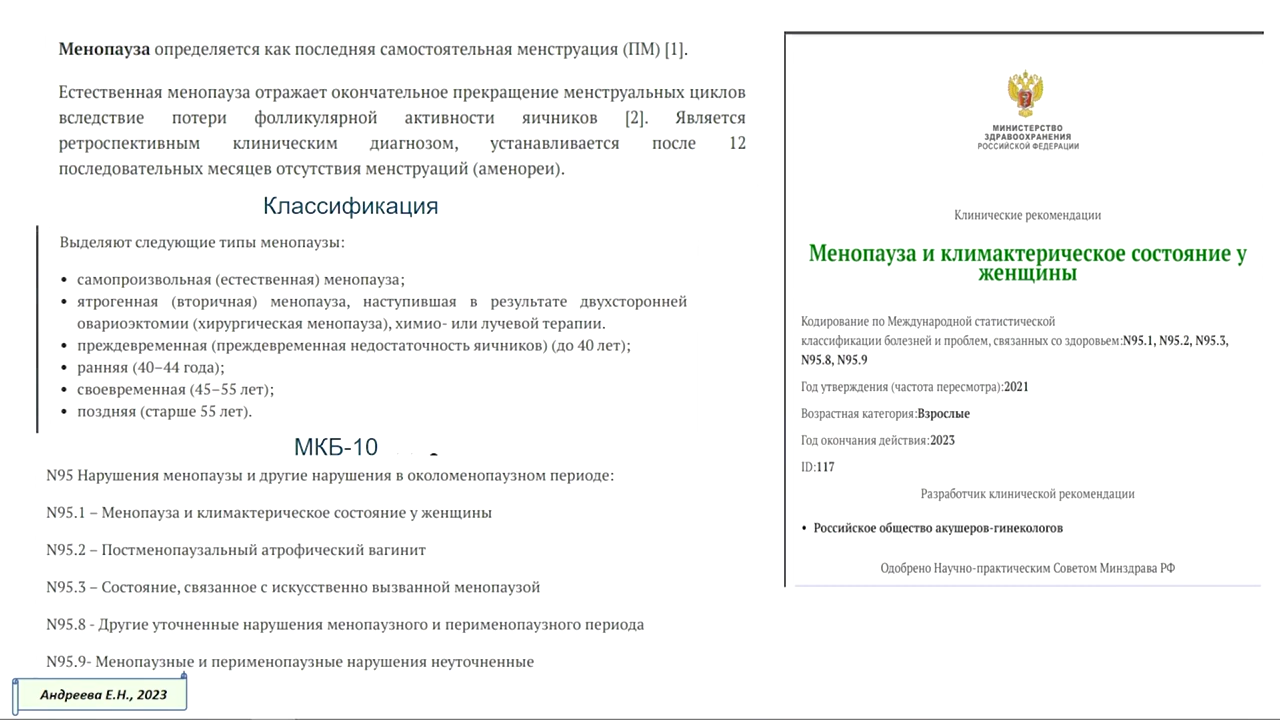 Менопауза определяется как последняя самостоятельная менструация (ПМ) [1].
Естественная менопауза отражает окончательное прекращение менструальных циклов
вследствие потери фолликулярной активности яичников [2]. Является
ретроспективным клиническим диагнозом, устанавливается после 12
последовательных месяцев отсутствия менструаций (аменореи).
Классификация
Выделяют следующие типы менопаузы:
• самопроизвольная (естественная) менопауза;
• ятрогенная (вторичная) менопауза, наступившая в результате двухсторонней
овариоэктомии (хирургическая менопауза), химио- или лучевой терапии.
• преждевременная (преждевременная недостаточность яичников) (до 40 лет);
• ранняя (40–44 года);
• своевременная (45–55 лет);
• поздняя (старше 55 лет).
МКБ-10
N95 Нарушения менопаузы и другие нарушения в околоменопаузном периоде:
N95.1 – Менопауза и климактерическое состояние у женщины
N95.2 – Постменопаузальный атрофический вагинит
N95.3 – Состояние, связанное с искусственно вызванной менопаузой
N95.8 - Другие уточненные нарушения менопаузного и перименопаузного периода
N95.9- Менопаузные и перименопаузные нарушения неуточненные
Андреева Е.Н., 2023
МИНИСТЕРСТВО
ЗДРАВООХРАНЕНИЯ
РОССИЙСКОЙ ФЕДЕРАЦИИ
Клинические рекомендации
Менопауза и климактерическое состояние у
женщины
Кодирование по Международной статистической
классификации болезней и проблем, связанных со здоровьем:N95.1, N95.2, N95.3,
N95.8, N95.9
Год утверждения (частота пересмотра):2021
Возрастная категория:Взрослые
Год окончания действия:2023
ID:117
Разработчик клинической рекомендации
• Российское общество акушеров-гинекологов
Одобрено Научно-практическим Советом Минздрава РФ